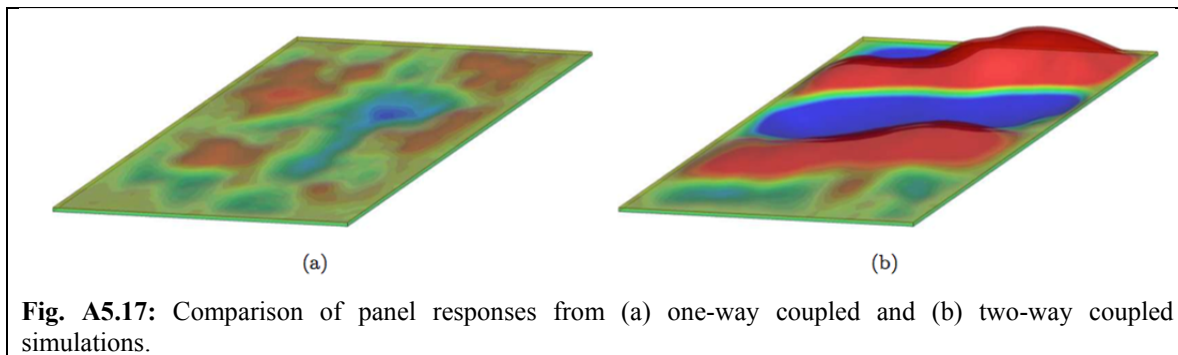 (a)
(b)
Fig. A5.17: Comparison of panel responses from (a) one-way coupled and (b) two-way coupled
simulations.